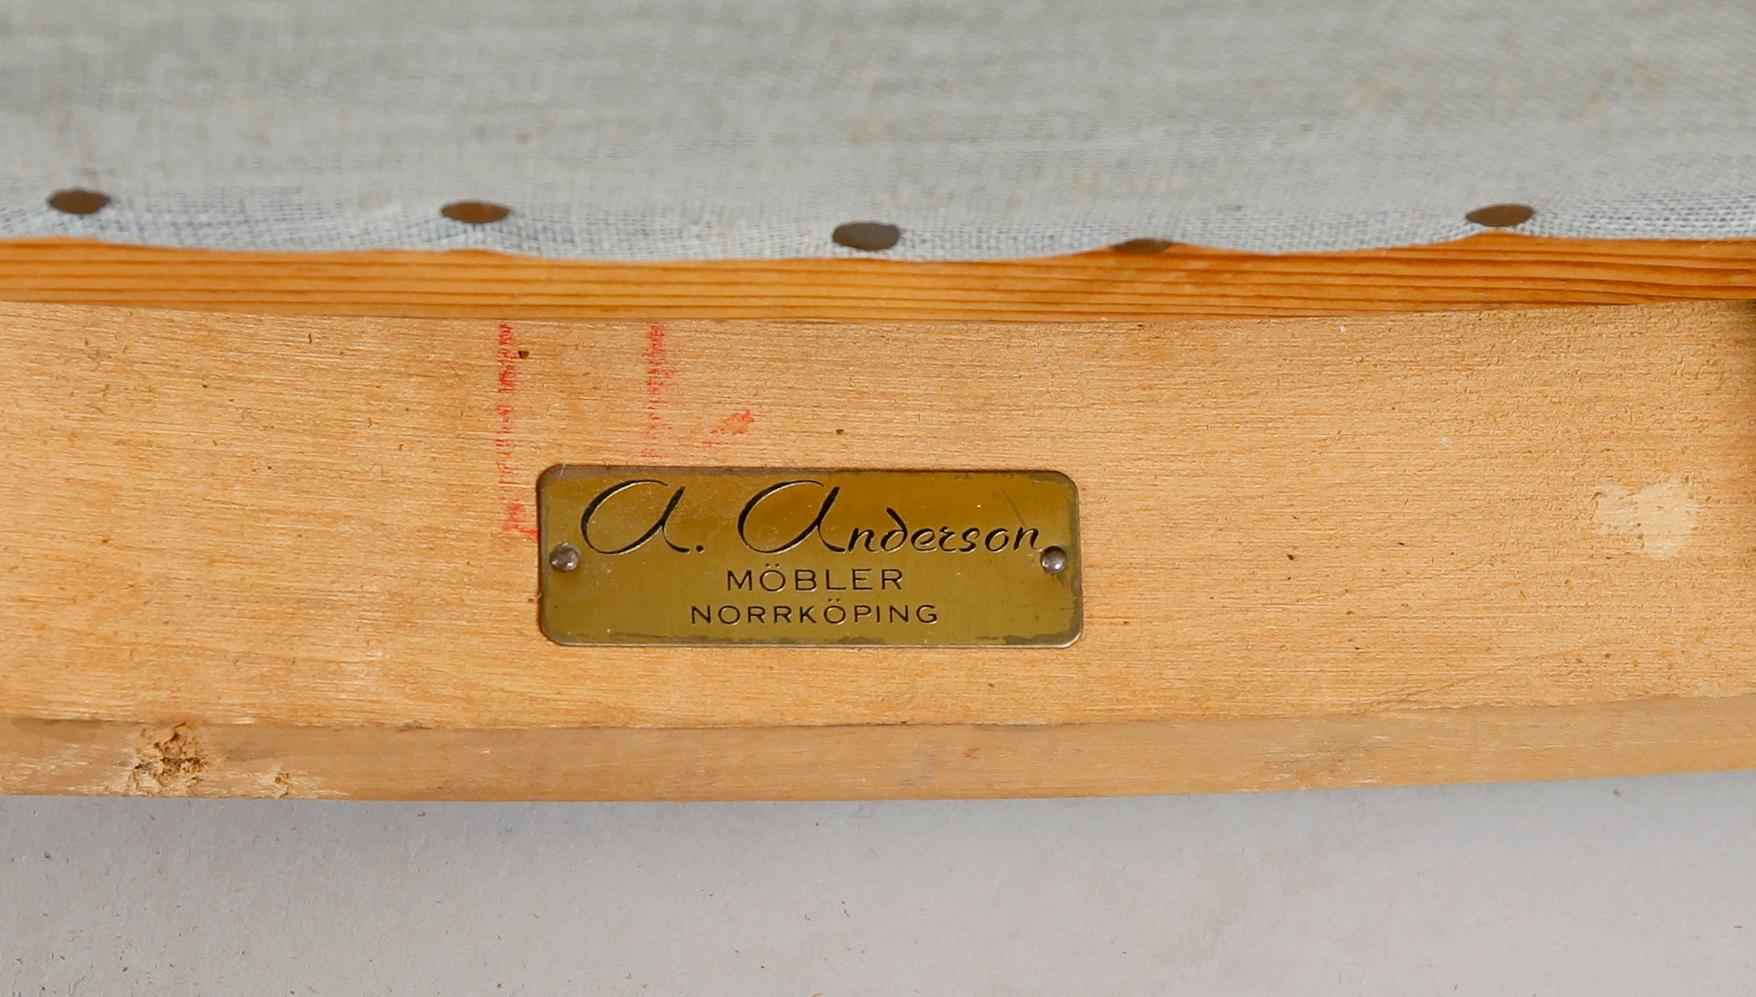 A. Anderson
MÖBLER
NORRKÖPING